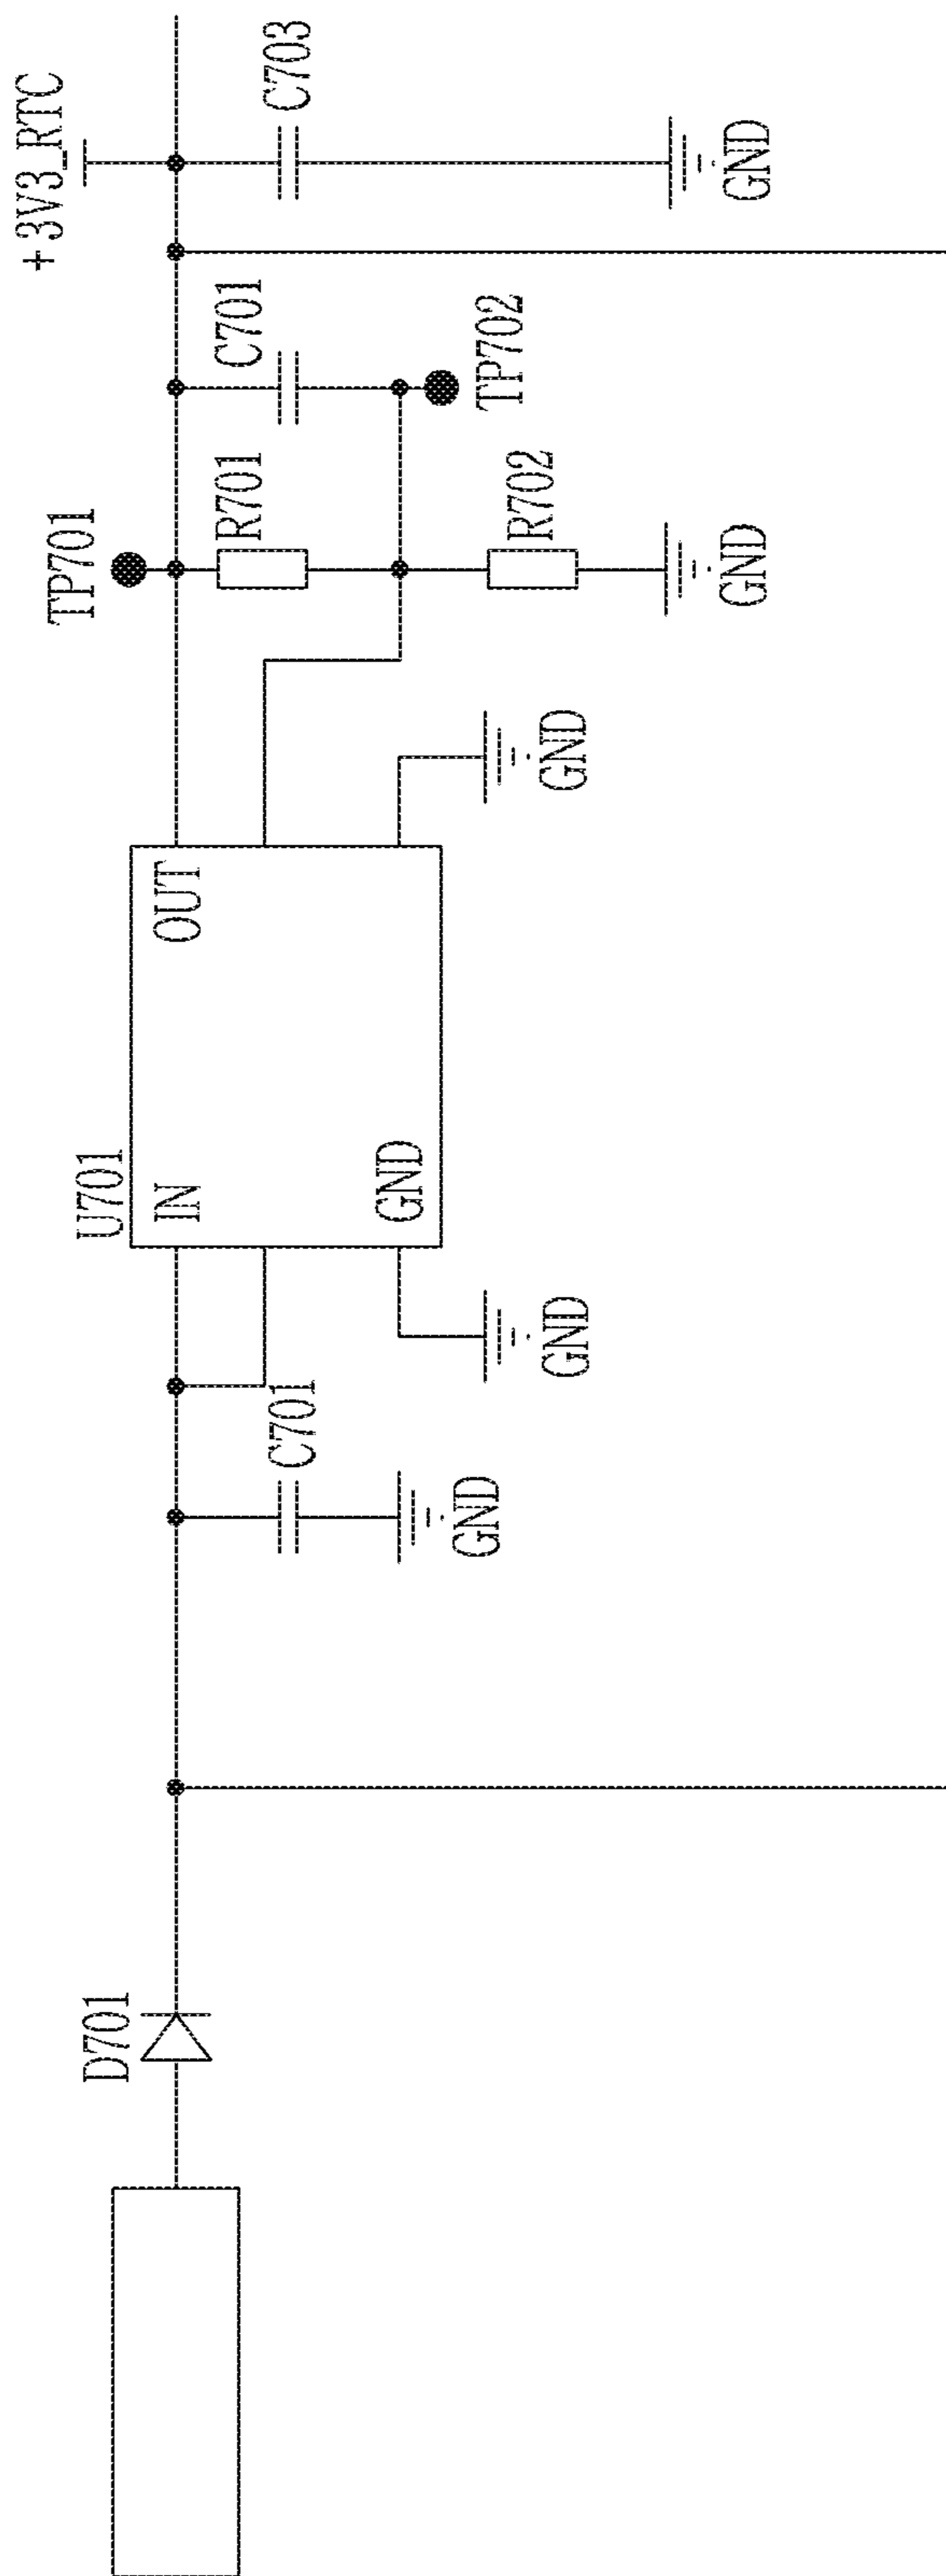 D701
C701
GND
U701
IN
GND
GND
OUT
GND
TP701
R701
R702
GND
C701
TP702
+3V3_RTC
C703
GND